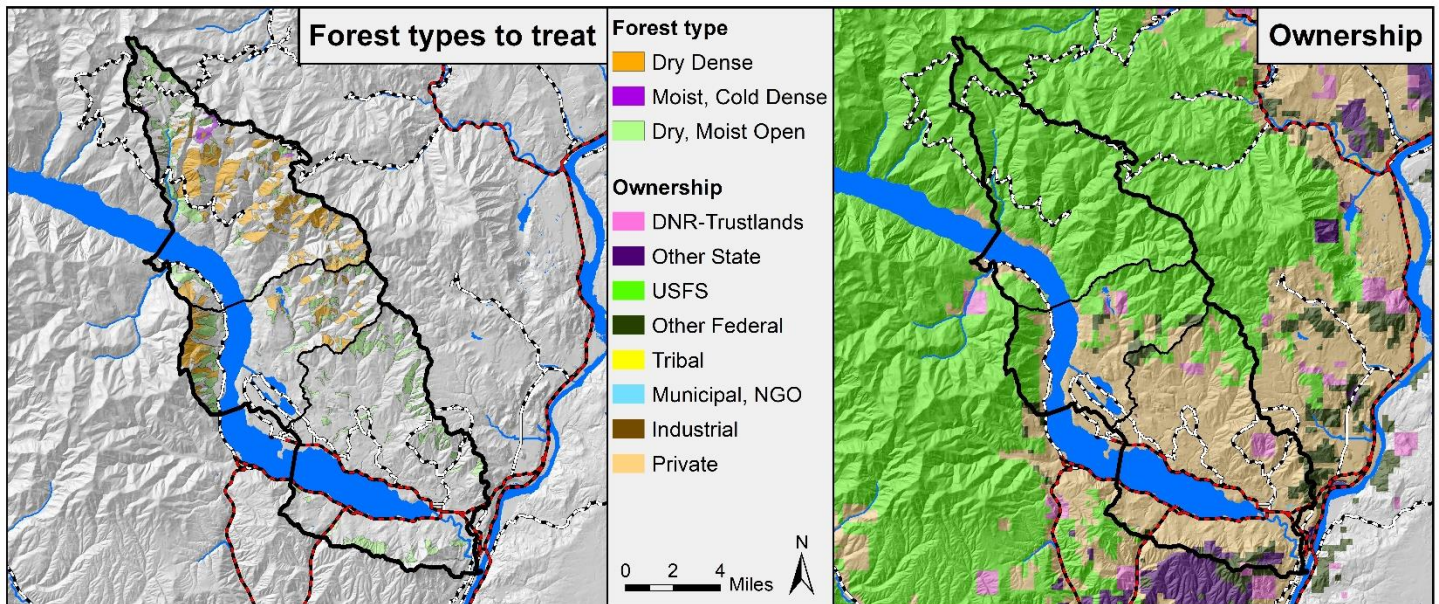 Forest types to treat
Forest type
Dry Dense
Moist, Cold Dense
Dry, Moist Open
Ownership
DNR-Trustlands
Other State
USFS
Other Federal
Tribal
Municipal, NGO
Industrial
Private
N
0 2 4 Miles
Ownership